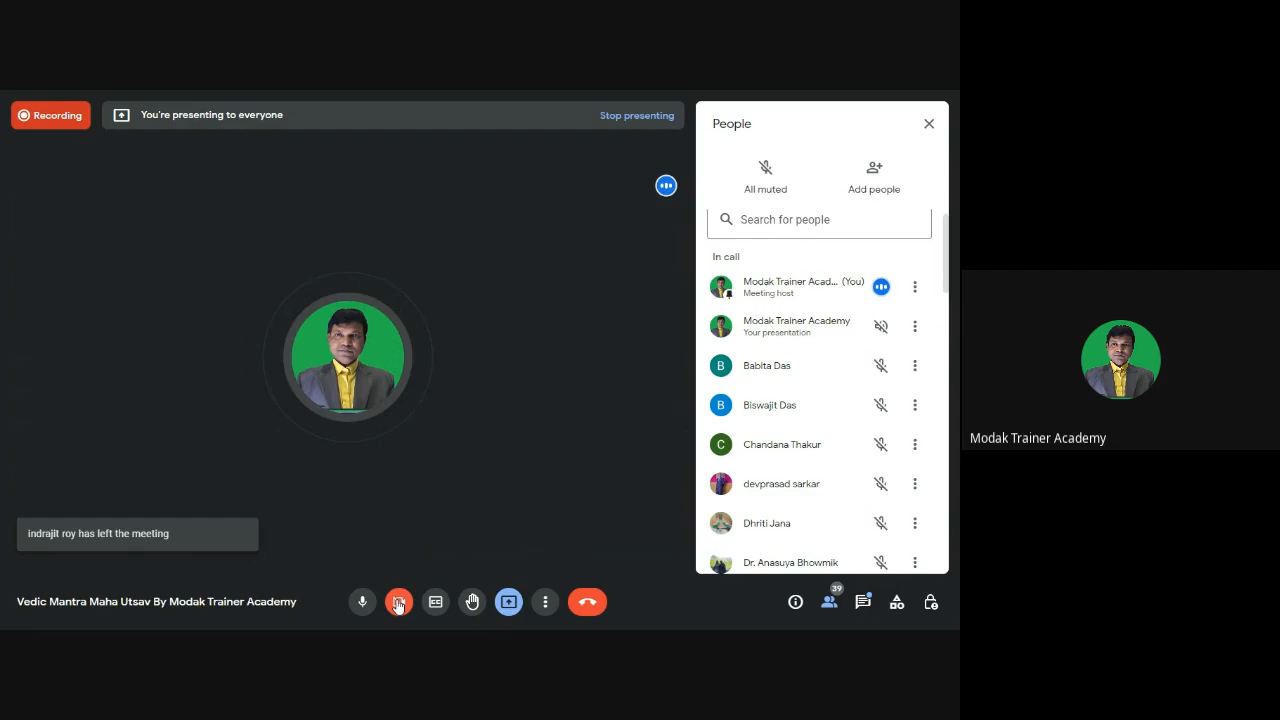 Recording
You're presenting to everyone
Stop presenting
People
All muted
Add people
Search for people
In call
Modak Trainer Acad... (You)
Meeting host
Modak Trainer Academy
Your presentation
B
Babita Das
B
Biswajit Das
C
Chandana Thakur
devprasad sarkar
Dhriti Jana
Dr. Anasuya Bhowmik
indrajit roy has left the meeting
Vedic Mantra Maha Utsav By Modak Trainer Academy
CC
39
Modak Trainer Academy